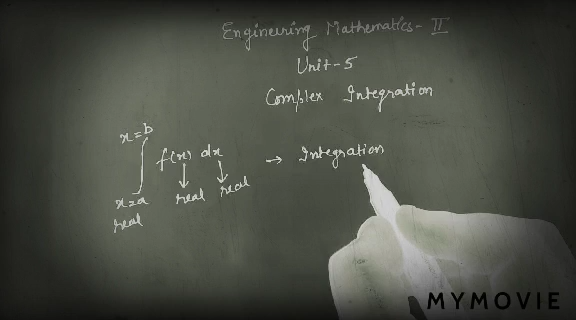 Engineering Mathematics - II
Unit-5
Complex Integration
x=b
∫ f(x) dx → Integration
x=a real real
real
MYMOVIE